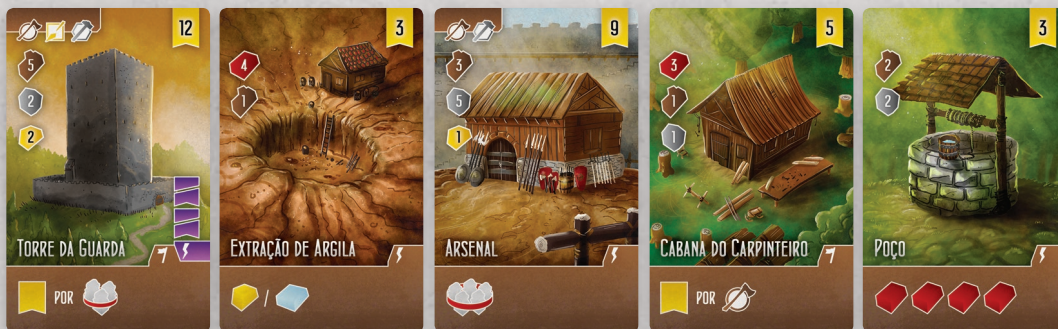 12
5
2
2
TORRE DA GUARDA
POR
3
4
1
EXTRAÇÃO DE ARGILA
/
9
3
5
1
ARSENAL
5
3
1
1
CABANA DO CARPINTEIRO
POR
3
2
2
POÇO